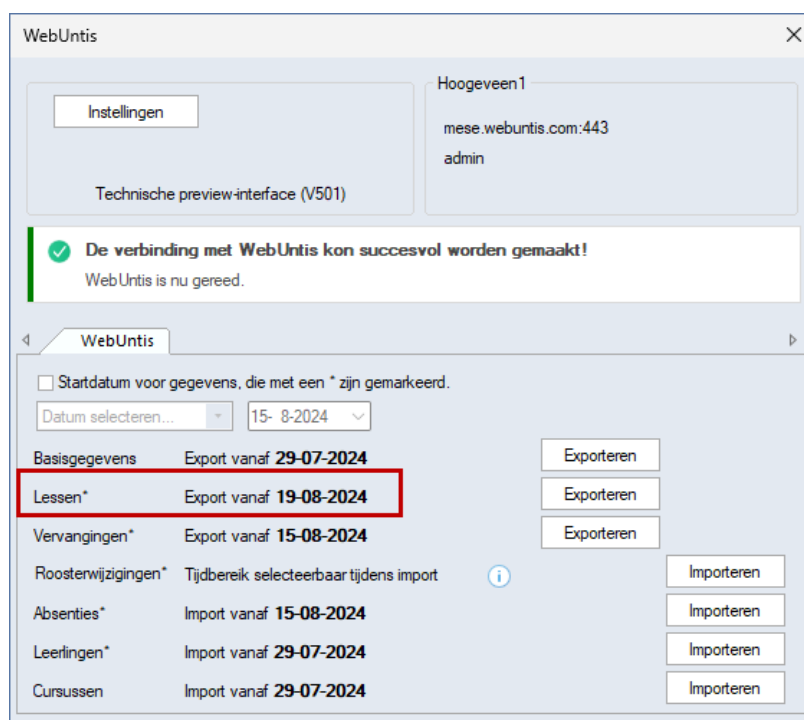 WebUntis
Instellingen
Technische preview-interface (V501)
Hoogeveen1
mese.webuntis.com:443
admin
De verbinding met WebUntis kon succesvol worden gemaakt!
WebUntis is nu gereed.
WebUntis
Startdatum voor gegevens, die met een * zijn gemarkeerd.
Datum selecteren... 15- 8-2024
Basisgegevens Export vanaf 29-07-2024 Exporteren
Lessen* Export vanaf 19-08-2024 Exporteren
Vervangingen* Export vanaf 15-08-2024 Exporteren
Roosterwijzigingen* Tijdbereik selecteerbaar tijdens import i Importeren
Absenties* Import vanaf 15-08-2024 Importeren
Leerlingen* Import vanaf 29-07-2024 Importeren
Cursussen Import vanaf 29-07-2024 Importeren